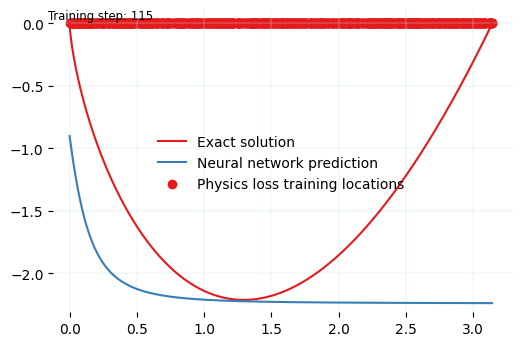 Training step: 115
0.0
−0.5
−1.0
−1.5
−2.0
Exact solution
Neural network prediction
Physics loss training locations
0.0 0.5 1.0 1.5 2.0 2.5 3.0